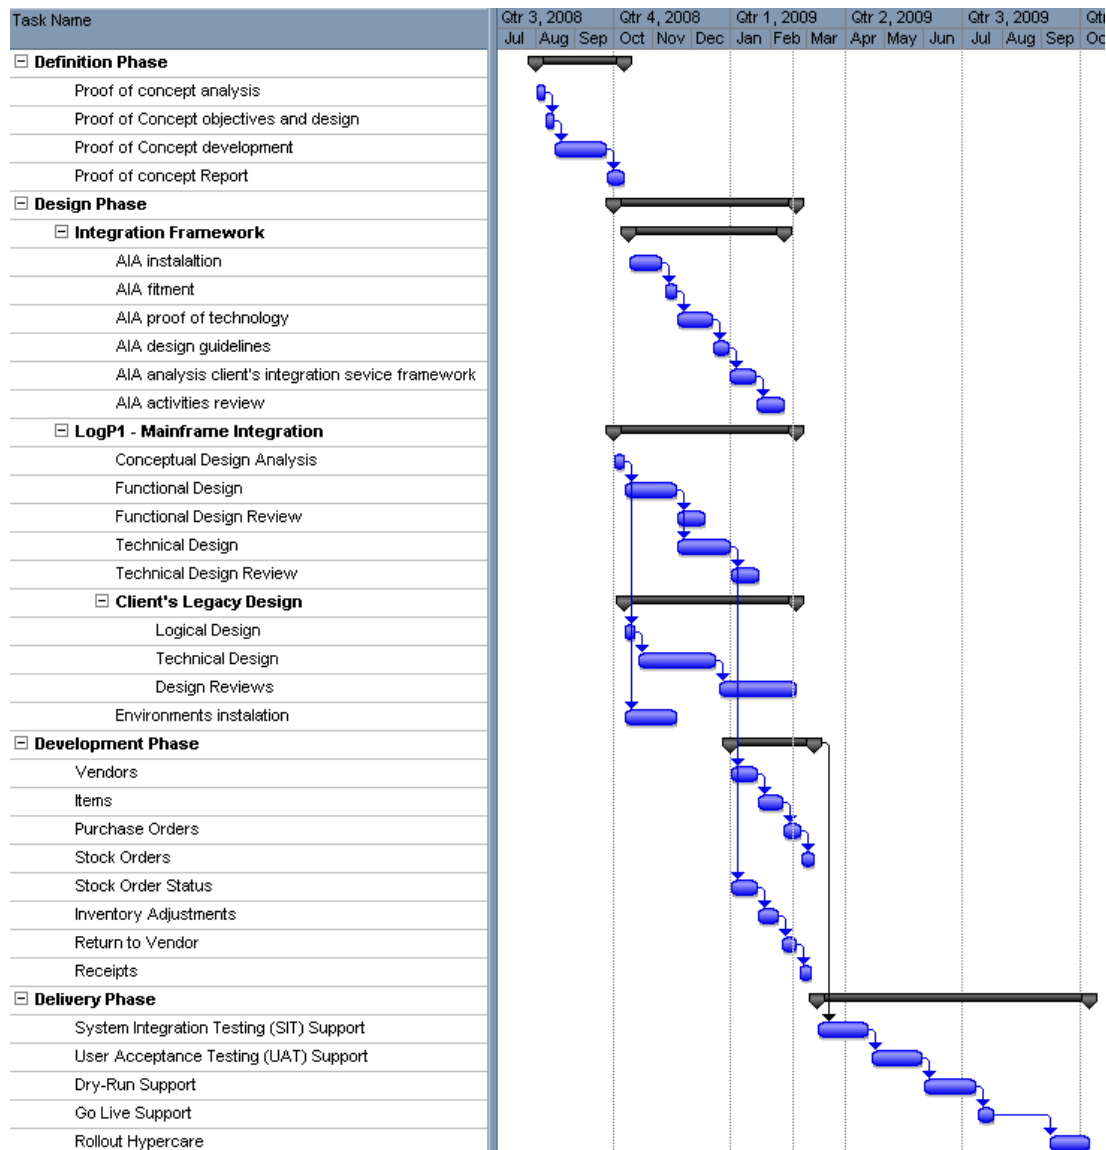 Task Name
Qtr 3, 2008 Qtr 4, 2008 Qtr 1, 2009 Qtr 2, 2009 Qtr 3, 2009 Qt
Jul Aug Sep Oct Nov Dec Jan Feb Mar Apr May Jun Jul Aug Sep Oc
Definition Phase
Proof of concept analysis
Proof of Concept objectives and design
Proof of Concept development
Proof of concept Report
Design Phase
Integration Framework
AIA instalaltion
AIA fitment
AIA proof of technology
AIA design guidelines
AIA analysis client's integration sevice framework
AIA activities review
LogP1 - Mainframe Integration
Conceptual Design Analysis
Functional Design
Functional Design Review
Technical Design
Technical Design Review
Client's Legacy Design
Logical Design
Technical Design
Design Reviews
Environments instalation
Development Phase
Vendors
Items
Purchase Orders
Stock Orders
Stock Order Status
Inventory Adjustments
Return to Vendor
Receipts
Delivery Phase
System Integration Testing (SIT) Support
User Acceptance Testing (UAT) Support
Dry-Run Support
Go Live Support
Rollout Hypercare